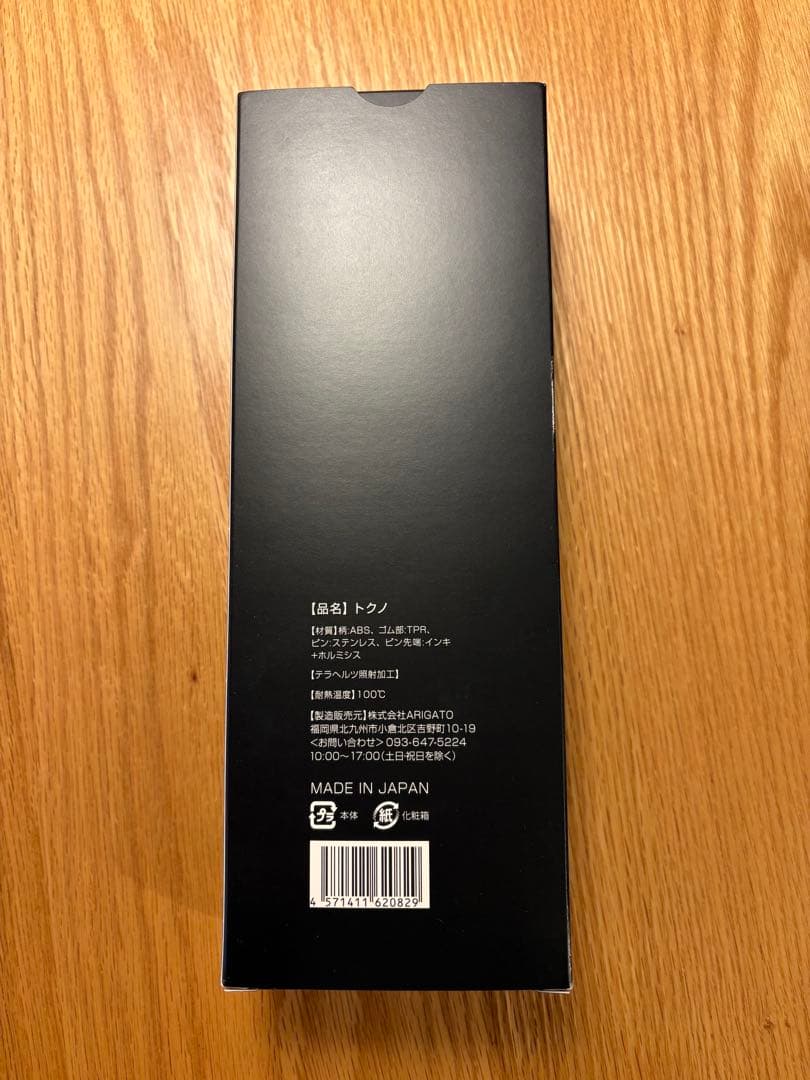 【品名】トクノ
【材質】柄:ABS、ゴム部:TPR、
ピン:ステンレス、ピン先端:インキ
+ホルミシス
【テラヘルツ照射加工】
【耐熱温度】100℃
【製造販売元】株式会社ARIGATO
福岡県北九州市小倉北区吉野町10-19
<お問い合わせ> 093-647-5224
10:00～17:00(土日・祝日を除く)
MADE IN JAPAN
プラ 本体 紙 化粧箱
4 571411 620829